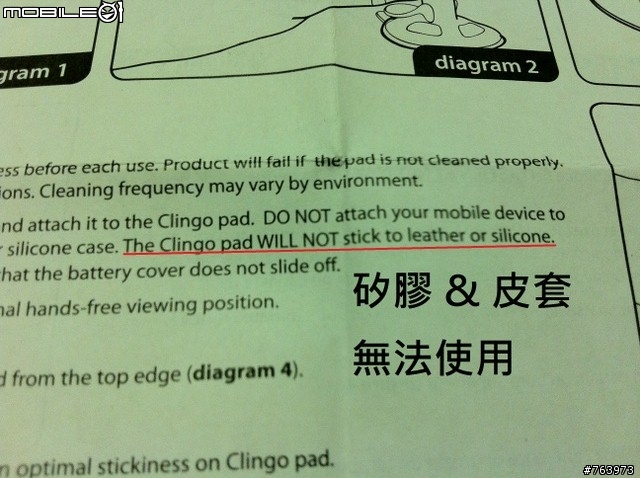 MOBILE01
gram 1
diagram 2
ess before each use. Product will fail if the pad is not cleaned properly.
ions. Cleaning frequency may vary by environment.
nd attach it to the Clingo pad. DO NOT attach your mobile device to
r silicone case. The Clingo pad WILL NOT stick to leather or silicone.
hat the battery cover does not slide off.
nal hands-free viewing position.
矽膠 & 皮套
無法使用
d from the top edge (diagram 4).
n optimal stickiness on Clingo pad.
#763973